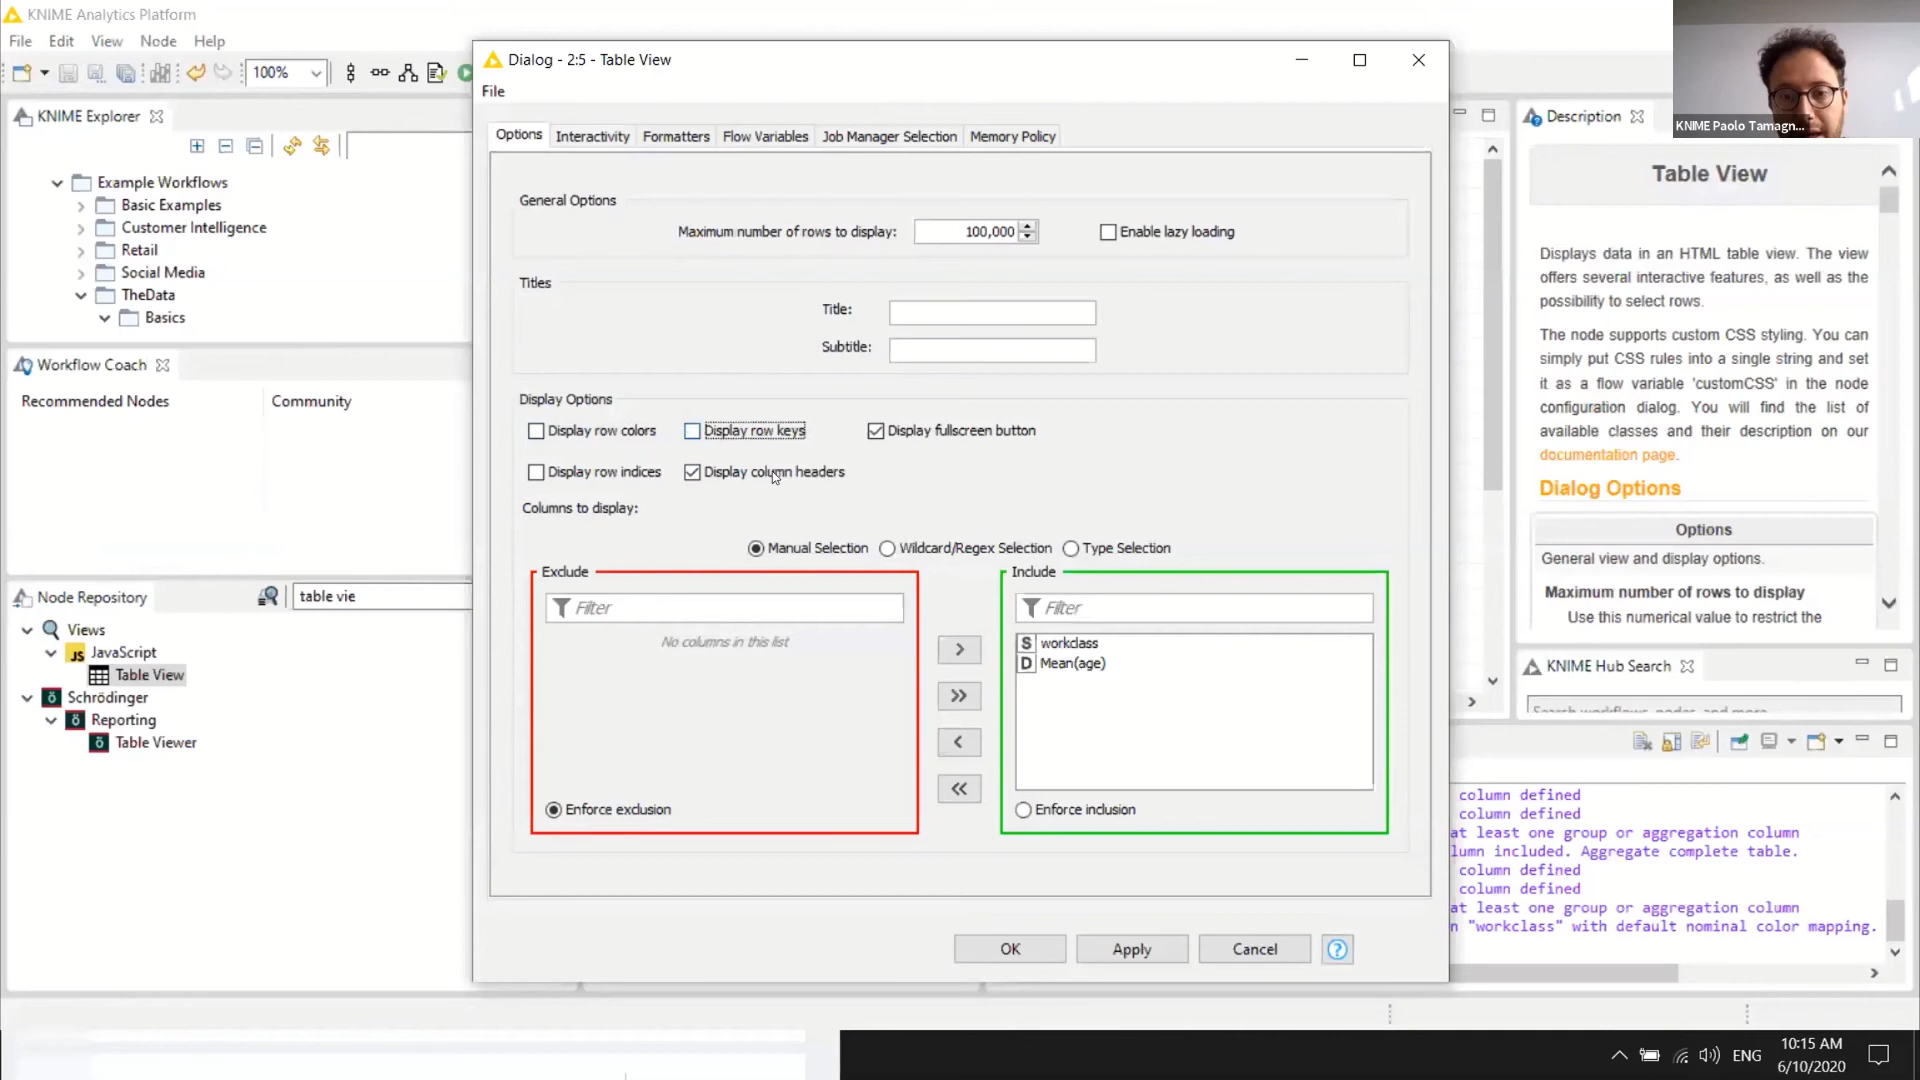 KNIME Analytics Platform
File Edit View Node Help
100%
KNIME Explorer
Example Workflows
Basic Examples
Customer Intelligence
Retail
Social Media
TheData
Basics
Workflow Coach
Recommended Nodes Community
Node Repository table vie
Views
JS JavaScript
Table View
Schrödinger
Reporting
Table Viewer
Dialog - 2:5 - Table View
File
Options Interactivity Formatters Flow Variables Job Manager Selection Memory Policy
General Options
Maximum number of rows to display: 100,000 Enable lazy loading
Titles
Title:
Subtitle:
Display Options
Display row colors Display row keys Display fullscreen button
Display row indices Display column headers
Columns to display:
Manual Selection Wildcard/Regex Selection Type Selection
Exclude
Filter
No columns in this list
Enforce exclusion
> 
>>
<
<<
Include
Filter
S workclass
D Mean(age)
Enforce inclusion
OK Apply Cancel ?
KNIME Paolo Tamagn...
Description
Table View
Displays data in an HTML table view. The view
offers several interactive features, as well as the
possibility to select rows.
The node supports custom CSS styling. You can
simply put CSS rules into a single string and set
it as a flow variable 'customCSS' in the node
configuration dialog. You will find the list of
available classes and their description on our
documentation page.
Dialog Options
Options
General view and display options.
Maximum number of rows to display
Use this numerical value to restrict the
KNIME Hub Search
Search workflows, nodes, and more
column defined
column defined
at least one group or aggregation column
lumn included. Aggregate complete table.
column defined
column defined
at least one group or aggregation column
n "workclass" with default nominal color mapping.
ENG
10:15 AM
6/10/2020